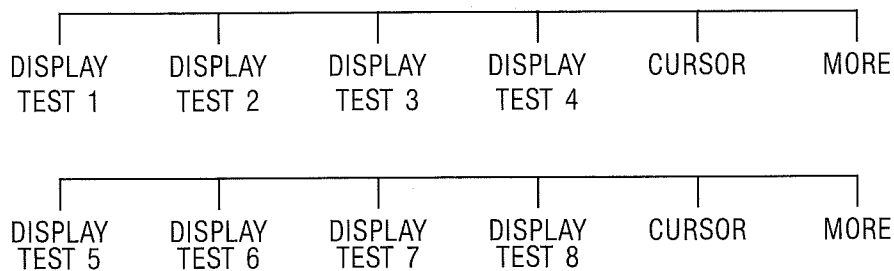 DISPLAY DISPLAY DISPLAY DISPLAY CURSOR MORE
TEST 1 TEST 2 TEST 3 TEST 4
DISPLAY DISPLAY DISPLAY DISPLAY CURSOR MORE
TEST 5 TEST 6 TEST 7 TEST 8